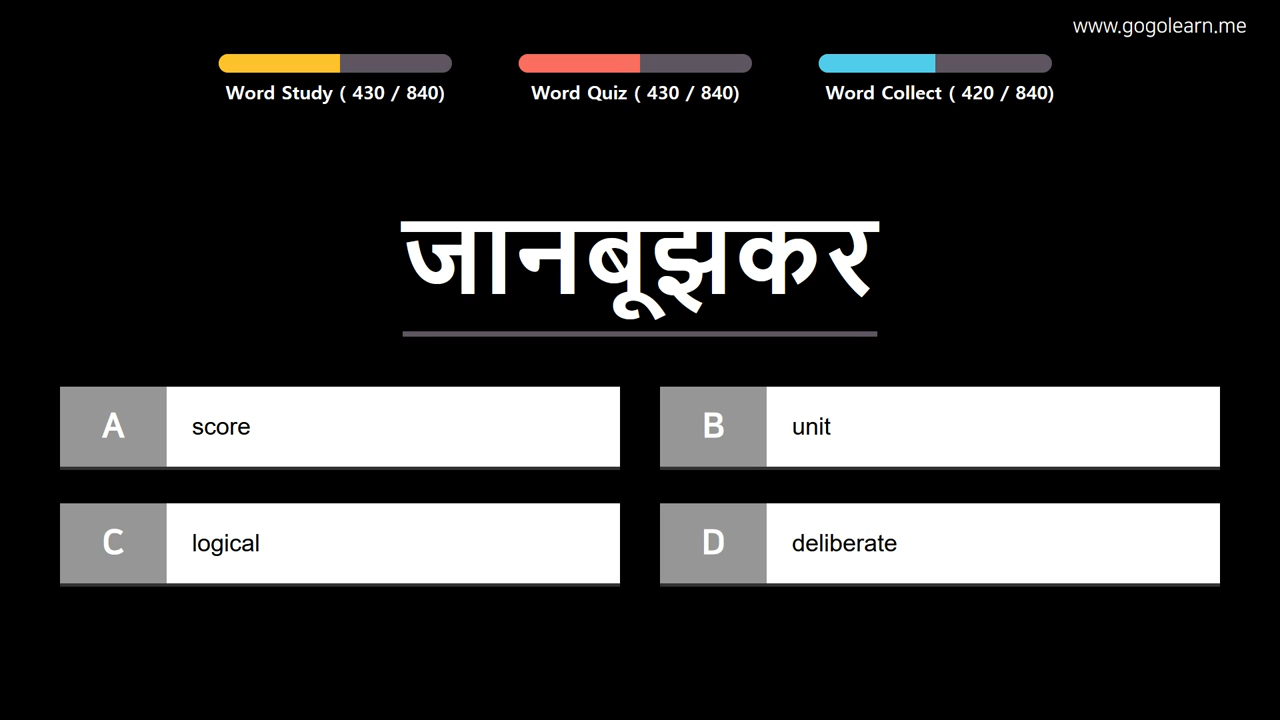 www.gogolearn.me
Word Study ( 430 / 840)
Word Quiz ( 430 / 840)
Word Collect ( 420 / 840)
जानबूझकर
A score
B unit
C logical
D deliberate